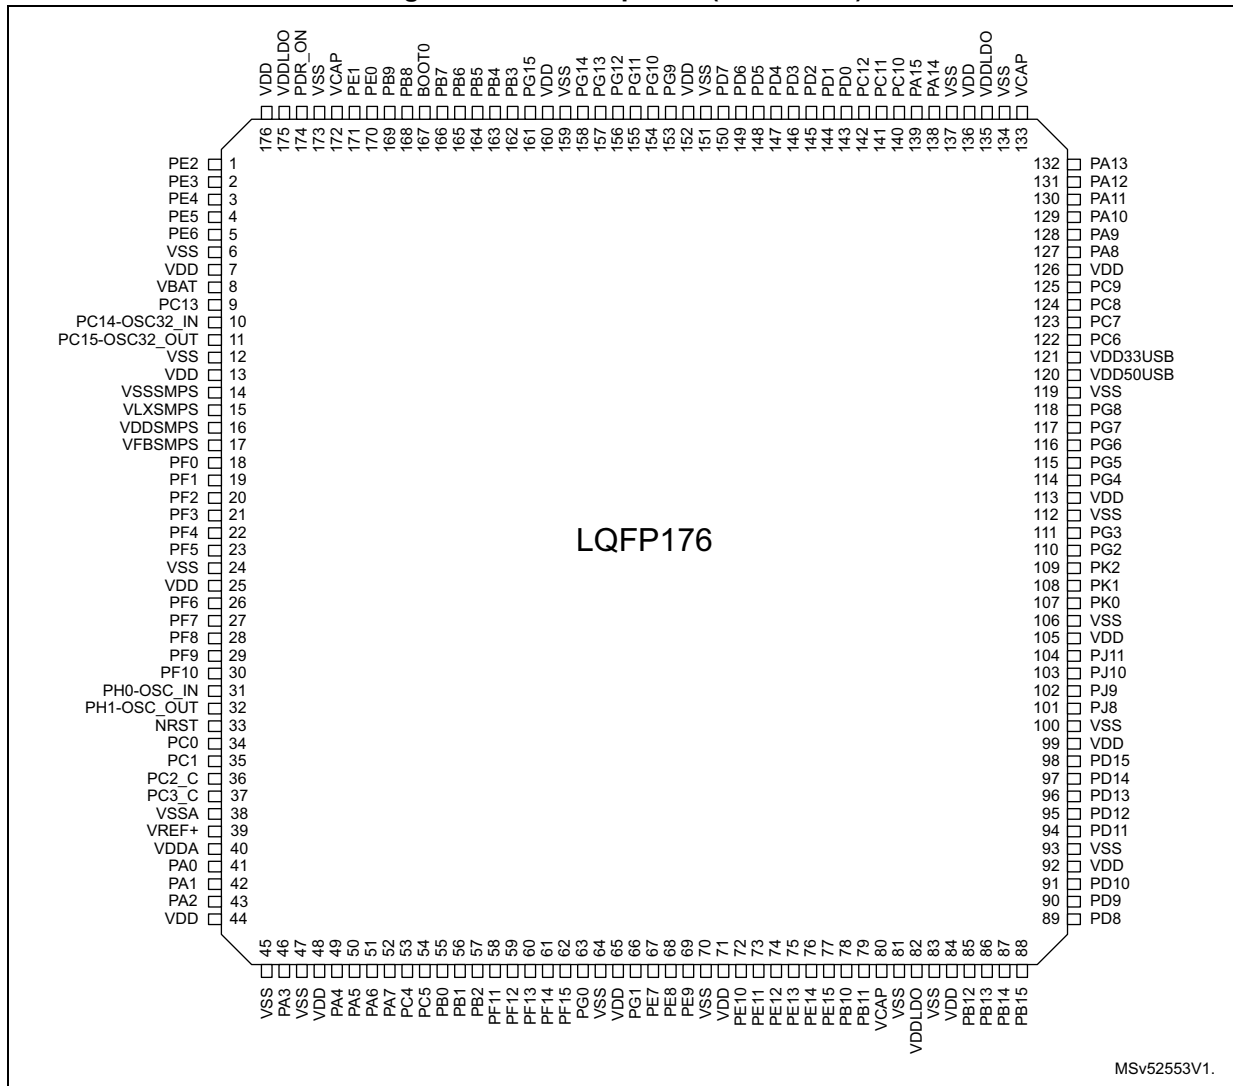 VDD VDDLDO PDR_ON VSS VCAP PE1 PE0 PB9 PB8 BOOT0 PB7 PB6 PB5 PB4 PB3 PG15 VDD VSS PG14 PG13 PG12 PG11 PG10 PG9 VDD VSS PD7 PD6 PD5 PD4 PD3 PD2 PD1 PD0 PC12 PC11 PC10 PA15 PA14 VSS VDD VDDLDO VSS VCAP
176 175 174 173 172 171 170 169 168 167 166 165 164 163 162 161 160 159 158 157 156 155 154 153 152 151 150 149 148 147 146 145 144 143 142 141 140 139 138 137 136 135 134 133
PE2 1 132 PA13
PE3 2 131 PA12
PE4 3 130 PA11
PE5 4 129 PA10
PE6 5 128 PA9
VSS 6 127 PA8
VDD 7 126 VDD
VBAT 8 125 PC9
PC13 9 124 PC8
PC14-OSC32_IN 10 123 PC7
PC15-OSC32_OUT 11 122 PC6
VSS 12 121 VDD33USB
VDD 13 120 VDD50USB
VSSSMPS 14 119 VSS
VLXSMPS 15 118 PG8
VDDSMPS 16 117 PG7
VFBSMPS 17 116 PG6
PF0 18 115 PG5
PF1 19 114 PG4
PF2 20 113 VDD
PF3 21 112 VSS
PF4 22 111 PG3
PF5 23 110 PG2
VSS 24 109 PK2
VDD 25 108 PK1
PF6 26 107 PK0
PF7 27 106 VSS
PF8 28 105 VDD
PF9 29 104 PJ11
PF10 30 103 PJ10
PH0-OSC_IN 31 102 PJ9
PH1-OSC_OUT 32 101 PJ8
NRST 33 100 VSS
PC0 34 99 VDD
PC1 35 98 PD15
PC2_C 36 97 PD14
PC3_C 37 96 PD13
VSSA 38 95 PD12
VREF+ 39 94 PD11
VDDA 40 93 VSS
PA0 41 92 VDD
PA1 42 91 PD10
PA2 43 90 PD9
VDD 44 89 PD8
LQFP176
45 46 47 48 49 50 51 52 53 54 55 56 57 58 59 60 61 62 63 64 65 66 67 68 69 70 71 72 73 74 75 76 77 78 79 80 81 82 83 84 85 86 87 88
VSS PA3 VSS VDD PA4 PA5 PA6 PA7 PC4 PC5 PB0 PB1 PB2 PF11 PF12 PF13 PF14 PF15 PG0 VSS VDD PG1 PE7 PE8 PE9 VSS VDD PE10 PE11 PE12 PE13 PE14 PE15 PB10 PB11 VCAP VSS VDDLDO VSS VDD PB12 PB13 PB14 PB15
MSv52553V1.